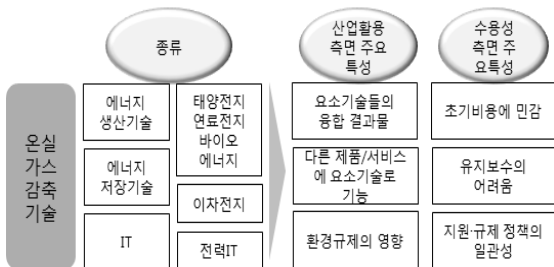 종류
산업활용
측면 주요
특성
수용성
측면 주
요특성
온실
가스
감축
기술
에너지
생산기술
에너지
저장기술
IT
태양전지
연료전지
바이오
에너지
이차전지
전력IT
요소기술들의
융합 결과물
다른 제품/서비스
에 요소기술로
기능
환경규제의 영향
초기비용에 민감
유지보수의
어려움
지원·규제 정책의
일관성